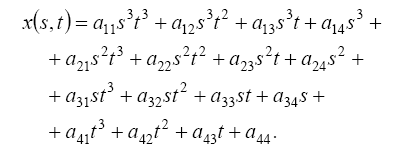 x(s,t) = a₁₁s³t³ + a₁₂s³t² + a₁₃s³t + a₁₄s³ +
+ a₂₁s²t³ + a₂₂s²t² + a₂₃s²t + a₂₄s² +
+ a₃₁st³ + a₃₂st² + a₃₃st + a₃₄s +
+ a₄₁t³ + a₄₂t² + a₄₃t + a₄₄.